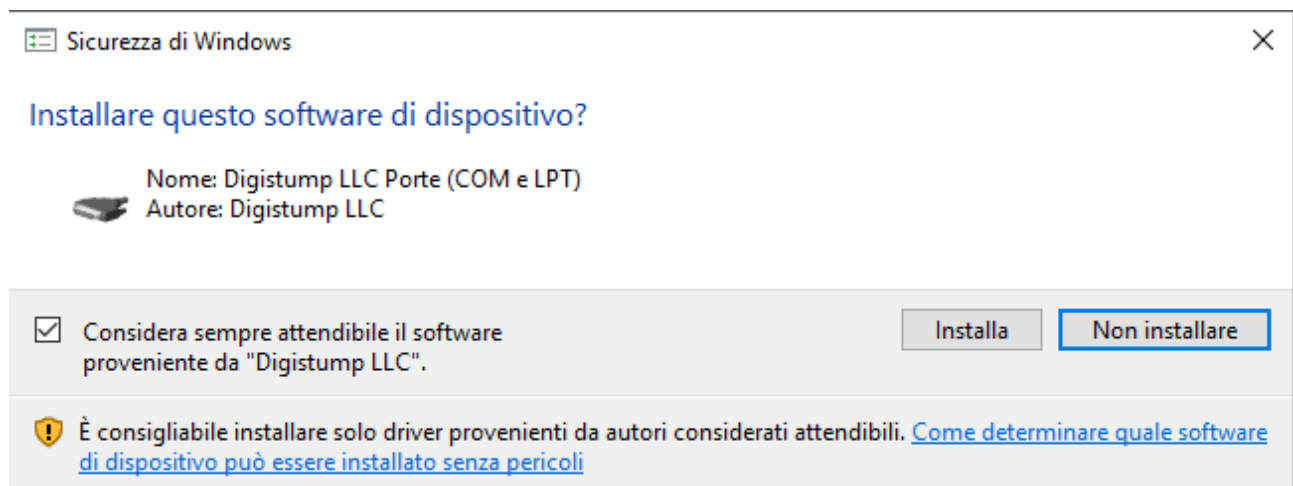 Sicurezza di Windows
Installare questo software di dispositivo?
Nome: Digistump LLC Porte (COM e LPT)
Autore: Digistump LLC
Considera sempre attendibile il software
proveniente da "Digistump LLC".
Installa
Non installare
È consigliabile installare solo driver provenienti da autori considerati attendibili. Come determinare quale software
di dispositivo può essere installato senza pericoli